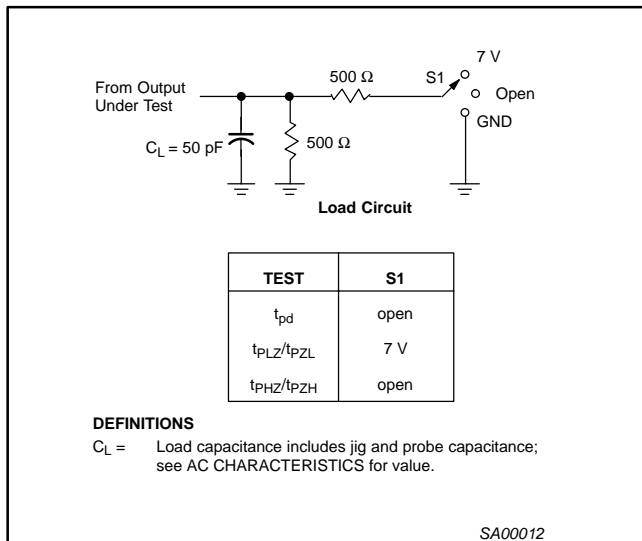 7 V
500 Ω
S1
From Output
Under Test
Open
GND
C_L = 50 pF
500 Ω
Load Circuit
TEST S1
t_pd open
t_PLZ/t_PZL 7 V
t_PHZ/t_PZH open
DEFINITIONS
C_L = Load capacitance includes jig and probe capacitance;
see AC CHARACTERISTICS for value.
SA00012